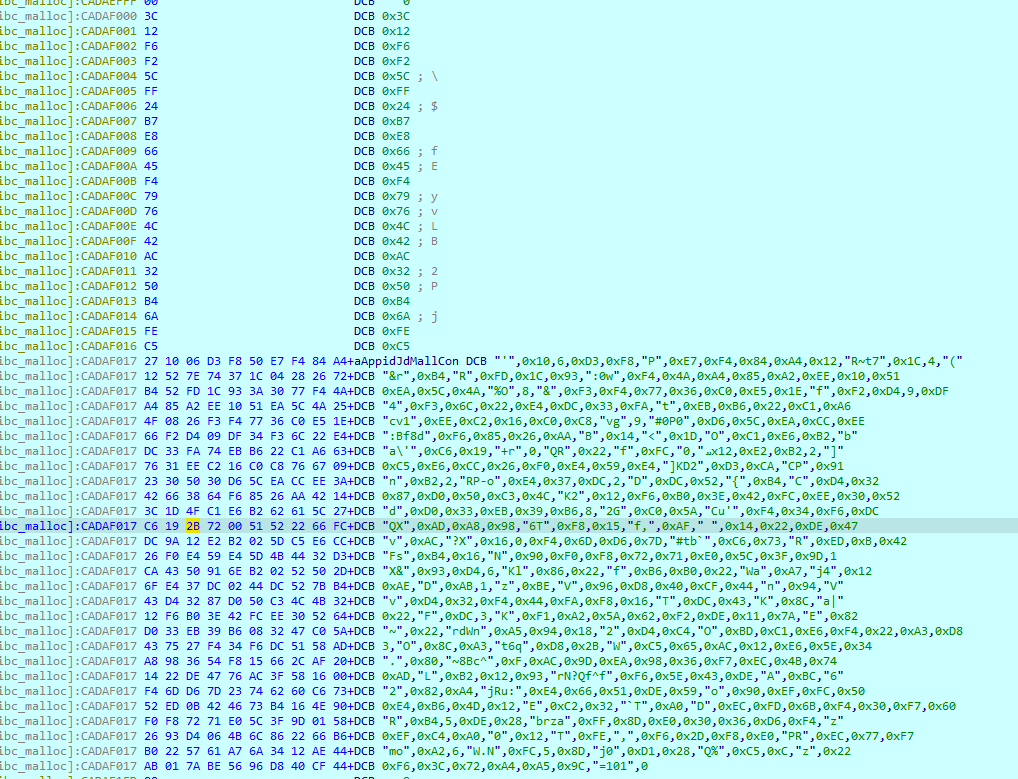 ibc_malloc]:CADAEFFF 00 DCB 0
ibc_malloc]:CADAF000 3C DCB 0x3C
ibc_malloc]:CADAF001 12 DCB 0x12
ibc_malloc]:CADAF002 F6 DCB 0xF6
ibc_malloc]:CADAF003 F2 DCB 0xF2
ibc_malloc]:CADAF004 5C DCB 0x5C ; \
ibc_malloc]:CADAF005 FF DCB 0xFF
ibc_malloc]:CADAF006 24 DCB 0x24 ; $
ibc_malloc]:CADAF007 B7 DCB 0xB7
ibc_malloc]:CADAF008 E8 DCB 0xE8
ibc_malloc]:CADAF009 66 DCB 0x66 ; f
ibc_malloc]:CADAF00A 45 DCB 0x45 ; E
ibc_malloc]:CADAF00B F4 DCB 0xF4
ibc_malloc]:CADAF00C 79 DCB 0x79 ; y
ibc_malloc]:CADAF00D 76 DCB 0x76 ; v
ibc_malloc]:CADAF00E 4C DCB 0x4C ; L
ibc_malloc]:CADAF00F 42 DCB 0x42 ; B
ibc_malloc]:CADAF010 AC DCB 0xAC
ibc_malloc]:CADAF011 32 DCB 0x32 ; 2
ibc_malloc]:CADAF012 50 DCB 0x50 ; P
ibc_malloc]:CADAF013 B4 DCB 0xB4
ibc_malloc]:CADAF014 6A DCB 0x6A ; j
ibc_malloc]:CADAF015 FE DCB 0xFE
ibc_malloc]:CADAF016 C5 DCB 0xC5
ibc_malloc]:CADAF017 27 10 06 D3 F8 50 E7 F4 84 A4+aAppidJdMallCon DCB "'",0x10,6,0xD3,0xF8,"P",0xE7,0xF4,0x84,0xA4,0x12,"R~t7",0x1C,4,"("
ibc_malloc]:CADAF017 12 52 7E 74 37 1C 04 28 26 72+DCB "&r",0xB4,"R",0xFD,0x1C,0x93,":0w",0xF4,0x4A,0xA4,0x85,0xA2,0xEE,0x10,0x51
ibc_malloc]:CADAF017 B4 52 FD 1C 93 3A 30 77 F4 4A+DCB 0xEA,0x5C,0x4A,"%O",8,"&",0xF3,0xF4,0x77,0x36,0xC0,0xE5,0x1E,"f",0xF2,0xD4,9,0xDF
ibc_malloc]:CADAF017 A4 85 A2 EE 10 51 EA 5C 4A 25+DCB "4",0xF3,0x6C,0x22,0xE4,0xDC,0x33,0xFA,"t",0xEB,0xB6,0x22,0xC1,0xA6
ibc_malloc]:CADAF017 4F 08 26 F3 F4 77 36 C0 E5 1E+DCB "cv1",0xEE,0xC2,0x16,0xC0,0xC8,"vg",9,"#0P0",0xD6,0x5C,0xEA,0xCC,0xEE
ibc_malloc]:CADAF017 66 F2 D4 09 DF 34 F3 6C 22 E4+DCB ":Bf8d",0xF6,0x85,0x26,0xAA,"B",0x14,"<",0x1D,"O",0xC1,0xE6,0xB2,"b"
ibc_malloc]:CADAF017 DC 33 FA 74 EB B6 22 C1 A6 63+DCB "a\'",0xC6,0x19,"+r",0,"QR",0x22,"f",0xFC,"0,"…x12,0xE2,0xB2,2,"]"
ibc_malloc]:CADAF017 76 31 EE C2 16 C0 C8 76 67 09+DCB 0xC5,0xE6,0xCC,0x26,0xF0,0xE4,0x59,0xE4,"]KD2",0xD3,0xCA,"CP",0x91
ibc_malloc]:CADAF017 23 30 50 30 D6 5C EA CC EE 3A+DCB "n",0xB2,2,"RP-o",0xE4,0x37,0xDC,2,"D",0xDC,0x52,"{",0xB4,"C",0xD4,0x32
ibc_malloc]:CADAF017 42 66 38 64 F6 85 26 AA 42 14+DCB 0x87,0xD0,0x50,0xC3,0x4C,"K2",0x12,0xF6,0xB0,0x3E,0x42,0xFC,0xEE,0x30,0x52
ibc_malloc]:CADAF017 3C 1D 4F C1 E6 B2 62 61 5C 27+DCB "d",0xD0,0x33,0xEB,0x39,0xB6,8,"2G",0xC0,0x5A,"Cu'",0xF4,0x34,0xF6,0xDC
ibc_malloc]:CADAF017 C6 19 2B 72 00 51 52 22 66 FC+DCB "QX",0xAD,0xA8,0x98,"6T",0xF8,0x15,"f,",0xAF," ",0x14,0x22,0xDE,0x47
ibc_malloc]:CADAF017 DC 9A 12 E2 B2 02 5D C5 E6 CC+DCB "v",0xAC,"?X",0x16,0,0xF4,0x6D,0xD6,0x7D,"#tb`",0xC6,0x73,"R",0xED,0xB,0x42
ibc_malloc]:CADAF017 26 F0 E4 59 E4 5D 4B 44 32 D3+DCB "Fs",0xB4,0x16,"N",0x90,0xF0,0xF8,0x72,0x71,0xE0,0x5C,0x3F,0x9D,1
ibc_malloc]:CADAF017 CA 43 50 91 6E B2 02 52 50 2D+DCB "X&",0x93,0xD4,6,"Kl",0x86,0x22,"f",0xB6,0xB0,0x22,"Wa",0xA7,"j4",0x12
ibc_malloc]:CADAF017 6F E4 37 DC 02 44 DC 52 7B B4+DCB 0xAE,"D",0xAB,1,"z",0xBE,"V",0x96,0xD8,0x40,0xCF,0x44,"n",0x94,"V"
ibc_malloc]:CADAF017 43 D4 32 87 D0 50 C3 4C 4B 32+DCB "v",0xD4,0x32,0xF4,0x44,0xFA,0xF8,0x16,"T",0xDC,0x43,"K",0x8C,"a|"
ibc_malloc]:CADAF017 12 F6 B0 3E 42 FC EE 30 52 64+DCB 0x22,"F",0xDC,3,"K",0xF1,0xA2,0x5A,0x62,0xF2,0xDE,0x11,0x7A,"E",0x82
ibc_malloc]:CADAF017 D0 33 EB 39 B6 08 32 47 C0 5A+DCB "~",0x22,"rdWn",0xA5,0x94,0x18,"2",0xD4,0xC4,"O",0xBD,0xC1,0xE6,0xF4,0x22,0xA3,0xD8
ibc_malloc]:CADAF017 43 75 27 F4 34 F6 DC 51 58 AD+DCB 3,"O",0x8C,0xA3,"t6q",0xD8,0x2B,"W",0xC5,0x65,0xAC,0x12,0xE6,0x5E,0x34
ibc_malloc]:CADAF017 A8 98 36 54 F8 15 66 2C AF 20+DCB ".",0x80,"~8Bc^",0xF,0xAC,0x9D,0xEA,0x98,0x36,0xF7,0xEC,0x4B,0x74
ibc_malloc]:CADAF017 14 22 DE 47 76 AC 3F 58 16 00+DCB 0xAD,"L",0xB2,0x12,0x93,"rN?Qf^f",0xF6,0x5E,0x43,0xDE,"A",0xBC,"6"
ibc_malloc]:CADAF017 F4 6D D6 7D 23 74 62 60 C6 73+DCB "2",0x82,0xA4,"jRu:",0xE4,0x66,0x51,0xDE,0x59,"o",0x90,0xEF,0xFC,0x50
ibc_malloc]:CADAF017 52 ED 0B 42 46 73 B4 16 4E 90+DCB 0xE4,0xB6,0x4D,0x12,"E",0xC2,0x32,"`T",0xA0,"D",0xEC,0xFD,0x6B,0xF4,0x30,0xF7,0x60
ibc_malloc]:CADAF017 F0 F8 72 71 E0 5C 3F 9D 01 58+DCB "R",0xB4,5,0xDE,0x28,"brza",0xFF,0x8D,0xE0,0x30,0x36,0xD6,0xF4,"z"
ibc_malloc]:CADAF017 26 93 D4 06 4B 6C 86 22 66 B6+DCB 0xEF,0xC4,0xA0,"0",0x12,"T",0xFE,",",0xF6,0x2D,0xF8,0xE0,"PR",0xEC,0x77,0xF7
ibc_malloc]:CADAF017 B0 22 57 61 A7 6A 34 12 AE 44+DCB "mo",0xA2,6,"W.N",0xFC,5,0x8D,"j0",0xD1,0x28,"Q%",0xC5,0xC,"z",0x22
ibc_malloc]:CADAF017 AB 01 7A BE 56 96 D8 40 CF 44+DCB 0xF6,0x3C,0x72,0xA4,0xA5,0x9C,"=101",0